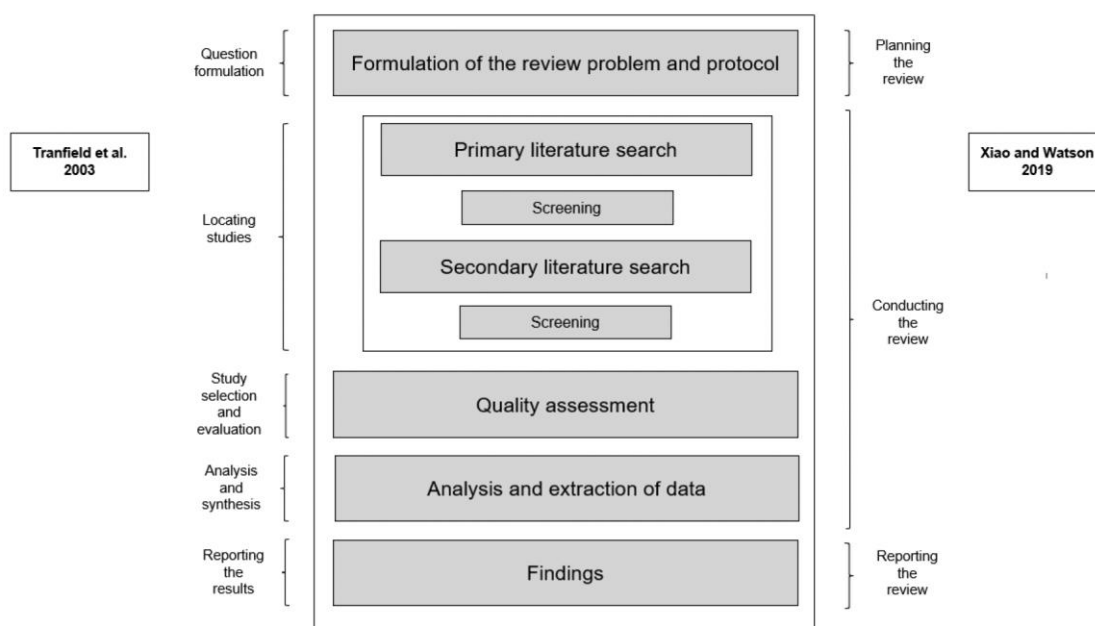 Question
formulation
Formulation of the review problem and protocol
Planning
the
review
Tranfield et al.
2003
Locating
studies
Primary literature search
Screening
Secondary literature search
Screening
Xiao and Watson
2019
Conducting
the
review
Study
selection
and
evaluation
Quality assessment
Analysis
and
synthesis
Analysis and extraction of data
Reporting
the
results
Findings
Reporting
the
review